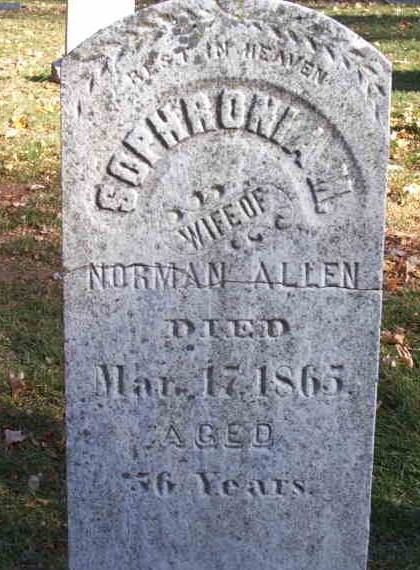 REST IN HEAVEN
SOPHRONIA
WIFE OF
NORMAN ALLEN
DIED
Mar. 17, 1865.
AGED
56 Years.